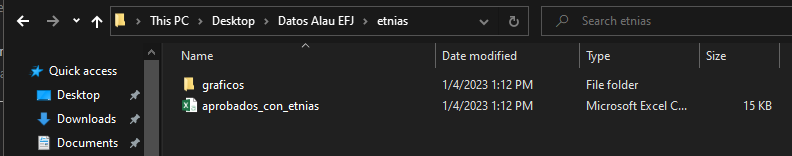 This PC > Desktop > Datos Alau EFJ > etnias
Search etnias
Name Date modified Type Size
Quick access
graficos 1/4/2023 1:12 PM File folder
Desktop
aprobados_con_etnias 1/4/2023 1:12 PM Microsoft Excel C... 15 KB
Downloads
Documents